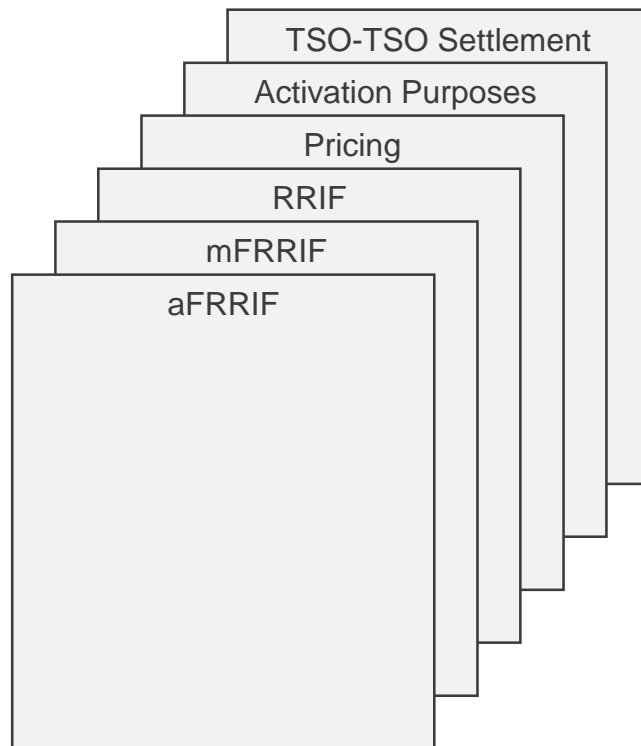 TSO-TSO Settlement
Activation Purposes
Pricing
RRIF
mFRRIF
aFRRIF